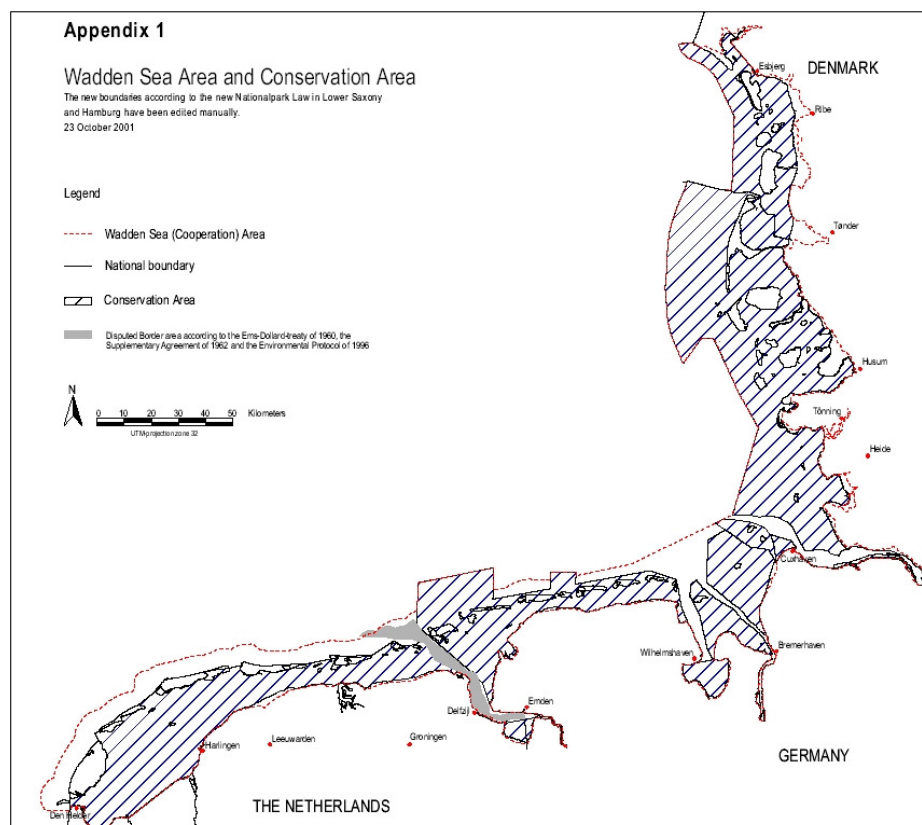 Appendix 1
Wadden Sea Area and Conservation Area
The new boundaries according to the new Nationalpark Law in Lower Saxony
and Hamburg have been edited manually.
23 October 2001
Legend
Wadden Sea (Cooperation) Area
National boundary
Conservation Area
Disputed Border area according to the Ems-Dollard-treaty of 1960, the
Supplementary Agreement of 1962 and the Environmental Protocol of 1996
N
0 10 20 30 40 50 Kilometers
UTM projection zone 32
DENMARK
Esbjerg
Ribe
Tønder
Husum
Tönning
Heide
Cuxhaven
Bremerhaven
Wilhelmshaven
Emden
Delfzijl
Groningen
Leeuwarden
Harlingen
Den Helder
GERMANY
THE NETHERLANDS